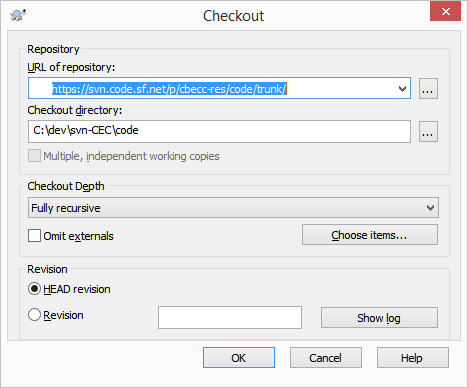 Checkout
Repository
URL of repository:
https://svn.code.sf.net/p/cbecc-res/code/trunk/
...
Checkout directory:
C:\dev\svn-CEC\code
...
Multiple, independent working copies
Checkout Depth
Fully recursive
Omit externals
Choose items...
Revision
HEAD revision
Revision
Show log
OK
Cancel
Help